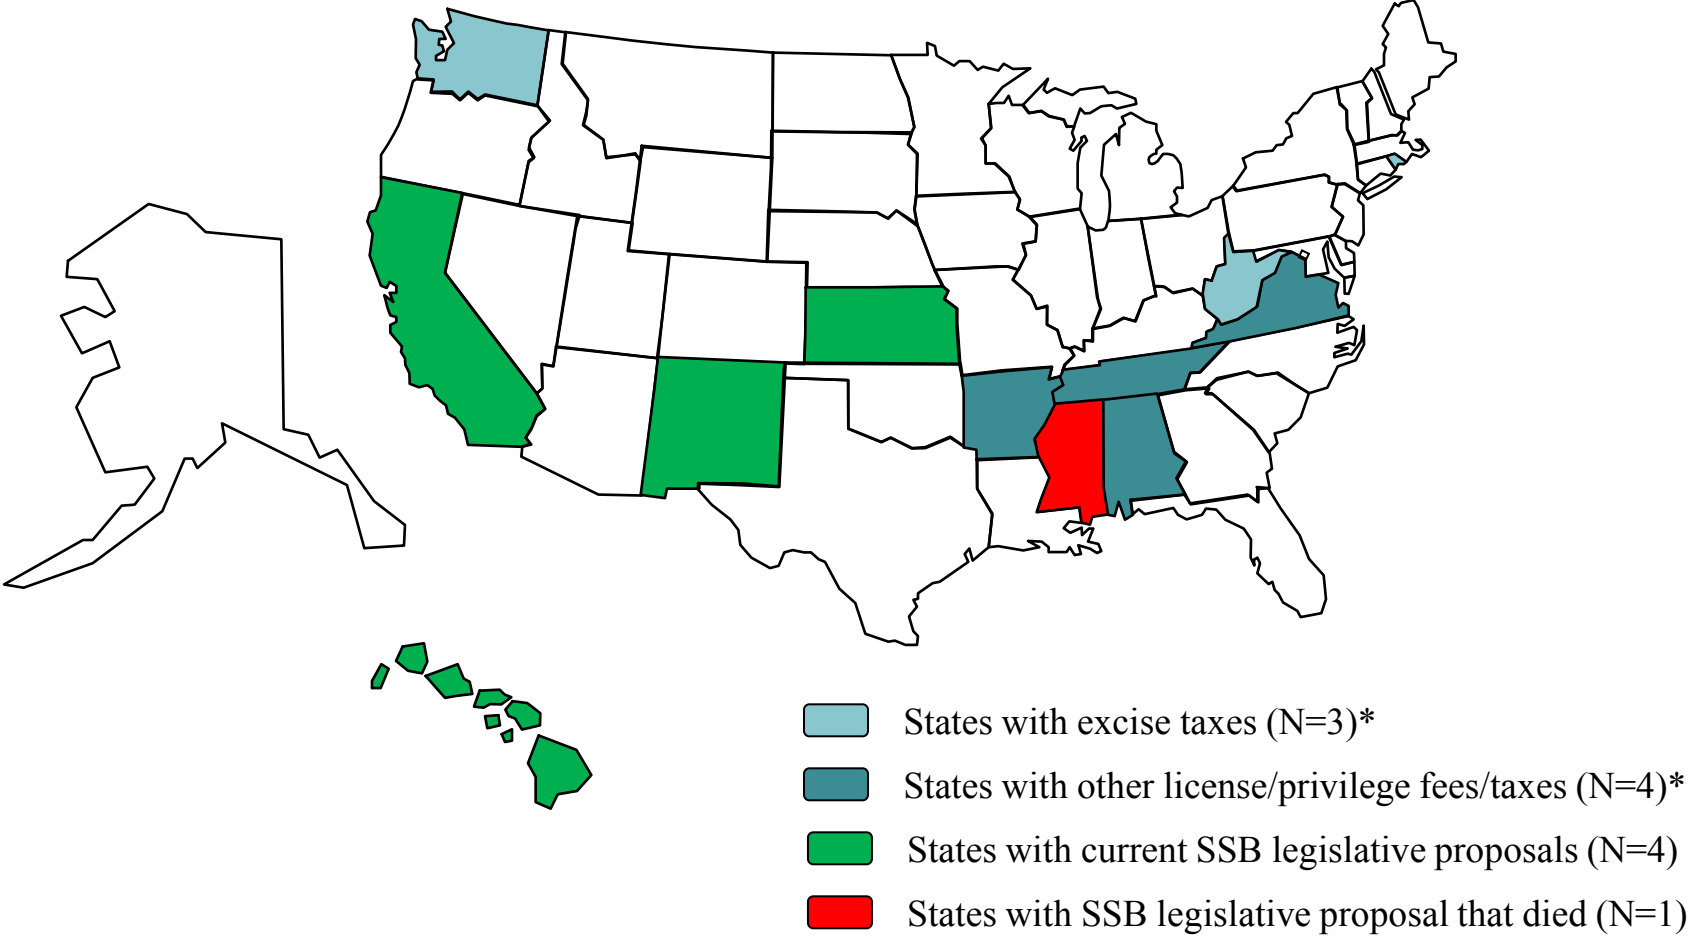 States with excise taxes (N=3)*
States with other license/privilege fees/taxes (N=4)*
States with current SSB legislative proposals (N=4)
States with SSB legislative proposal that died (N=1)